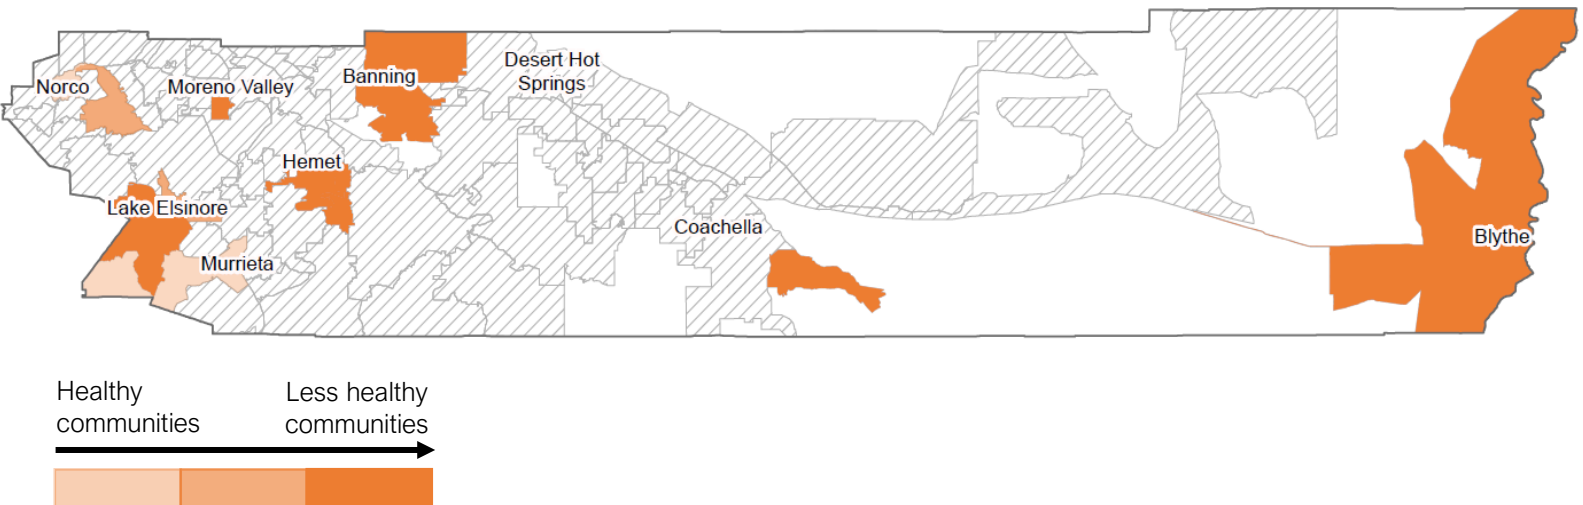 Desert Hot
Springs
Banning
Norco
Moreno Valley
Hemet
Lake Elsinore
Coachella
Blythe
Murrieta
Healthy
communities
Less healthy
communities